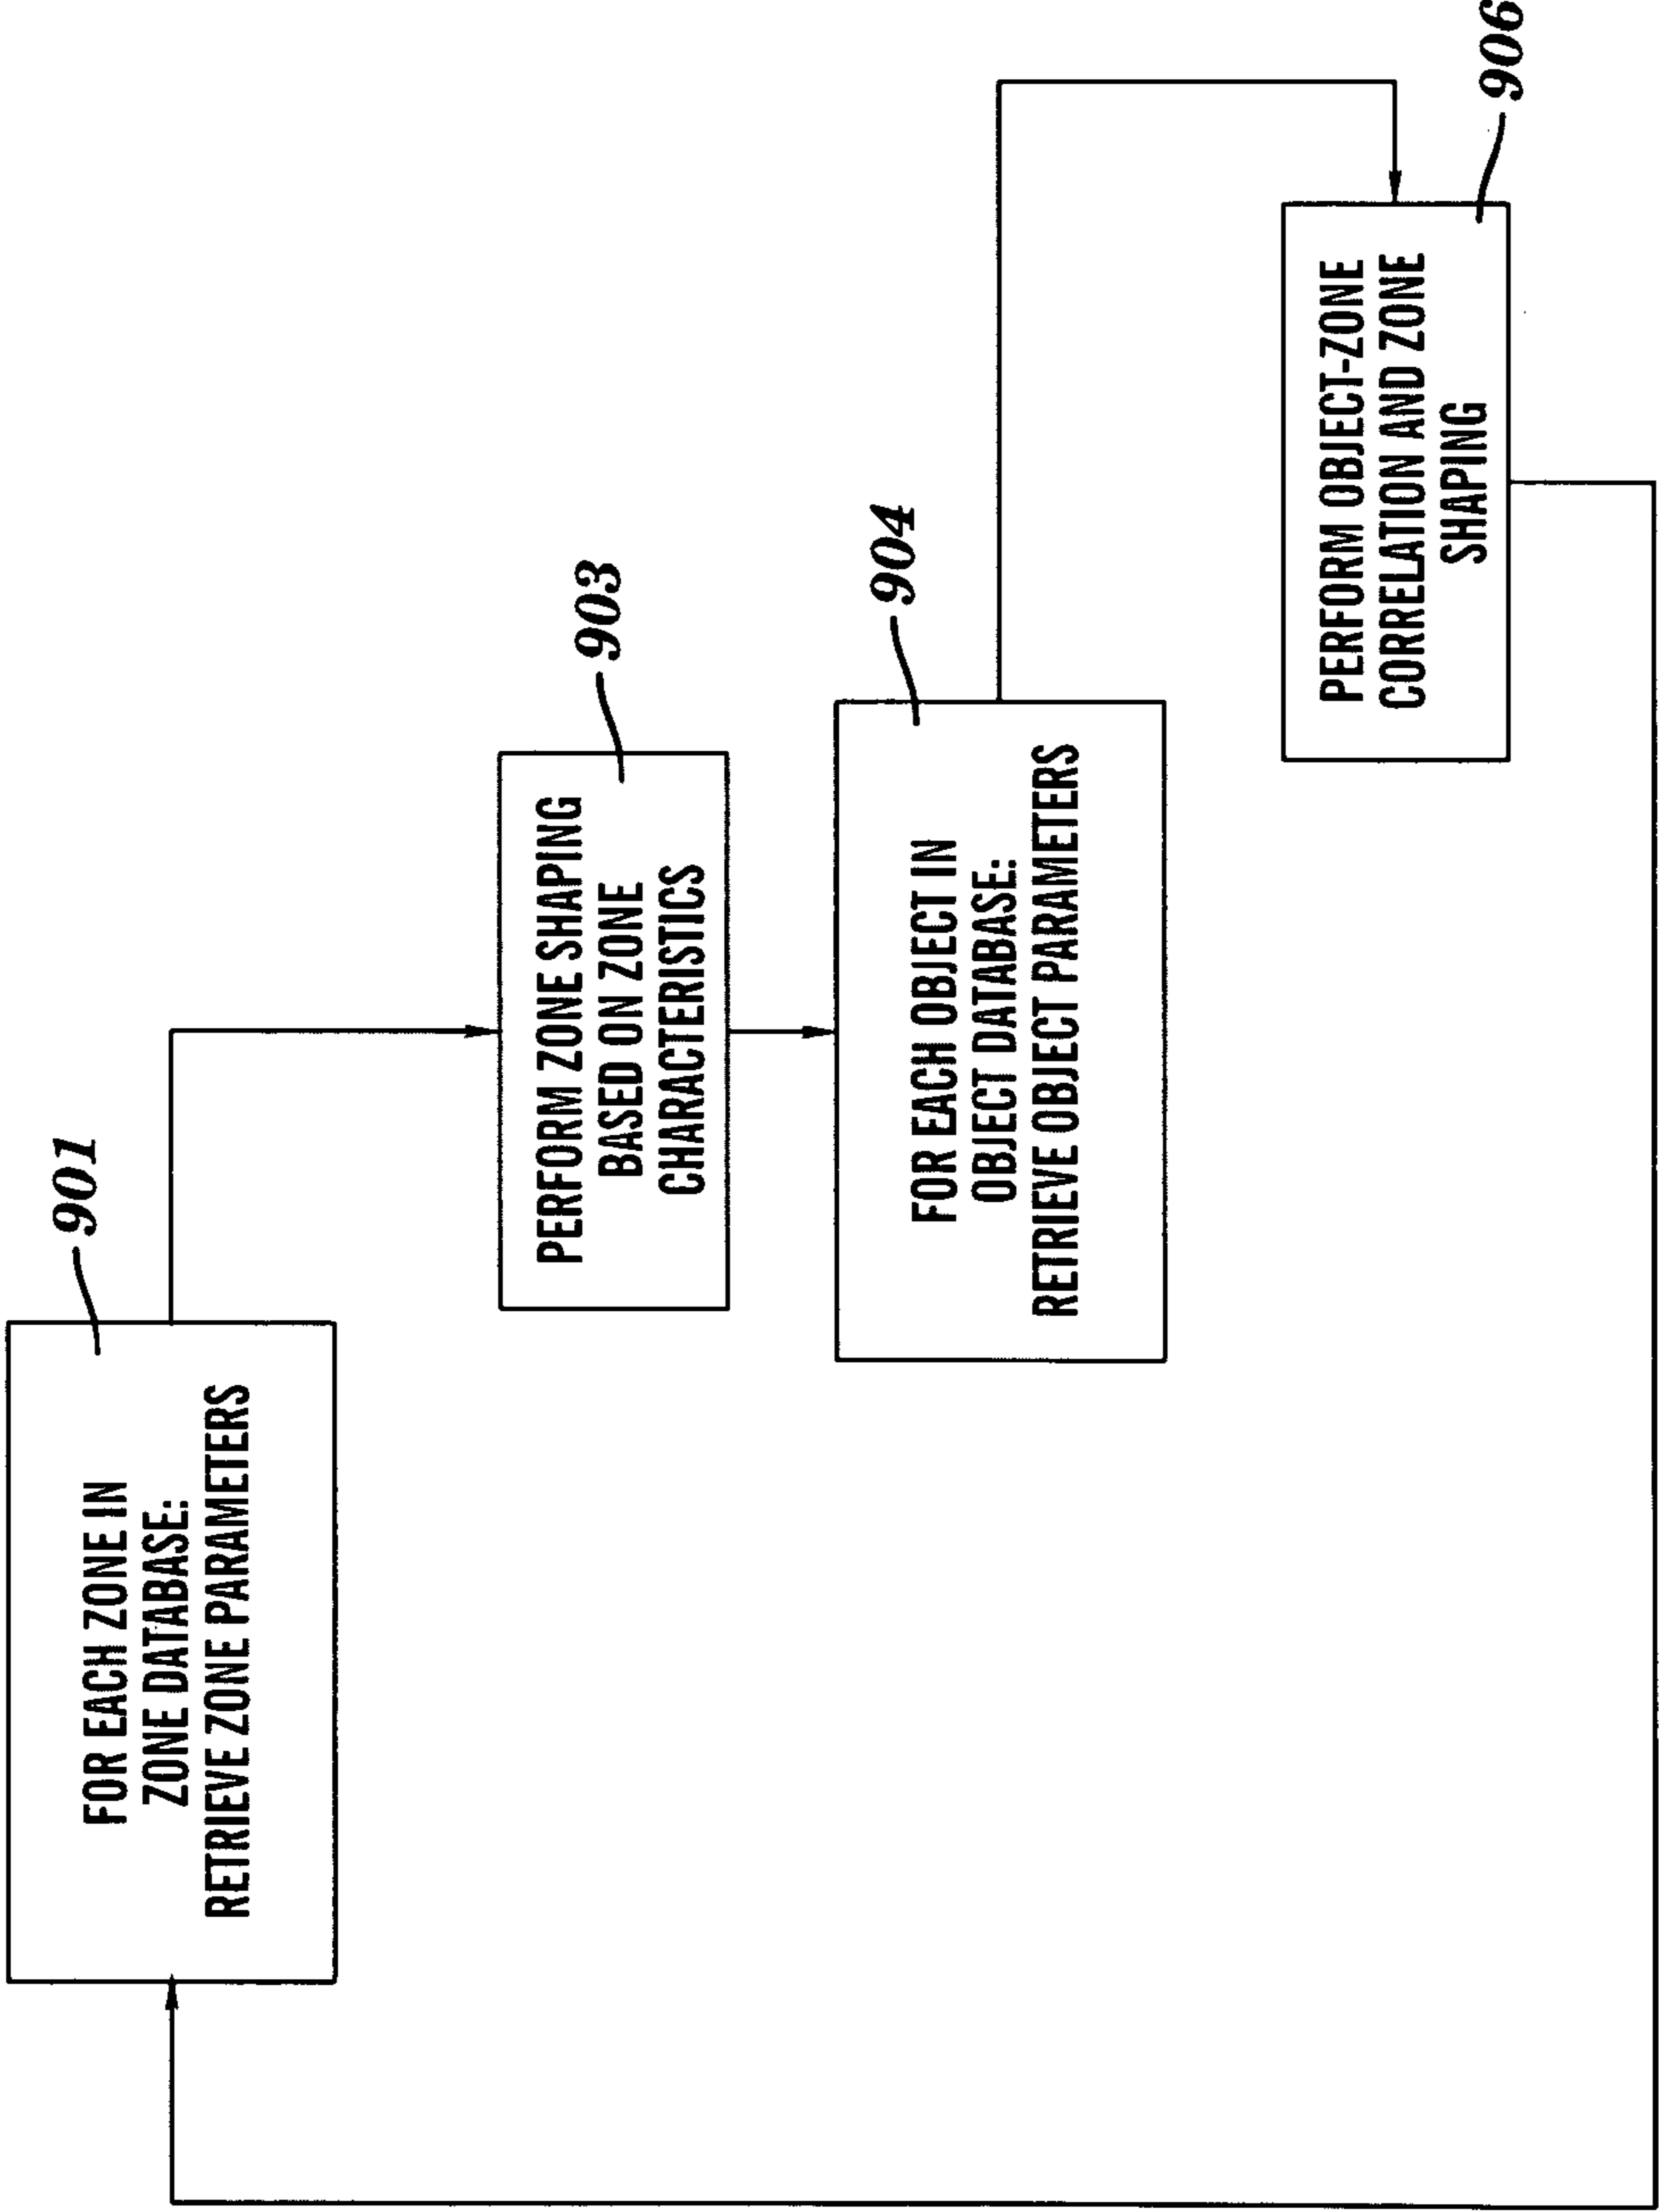 901
FOR EACH ZONE IN
ZONE DATABASE:
RETRIEVE ZONE PARAMETERS
903
PERFORM ZONE SHAPING
BASED ON ZONE
CHARACTERISTICS
904
FOR EACH OBJECT IN
OBJECT DATABASE:
RETRIEVE OBJECT PARAMETERS
906
PERFORM OBJECT-ZONE
CORRELATION AND ZONE
SHAPING